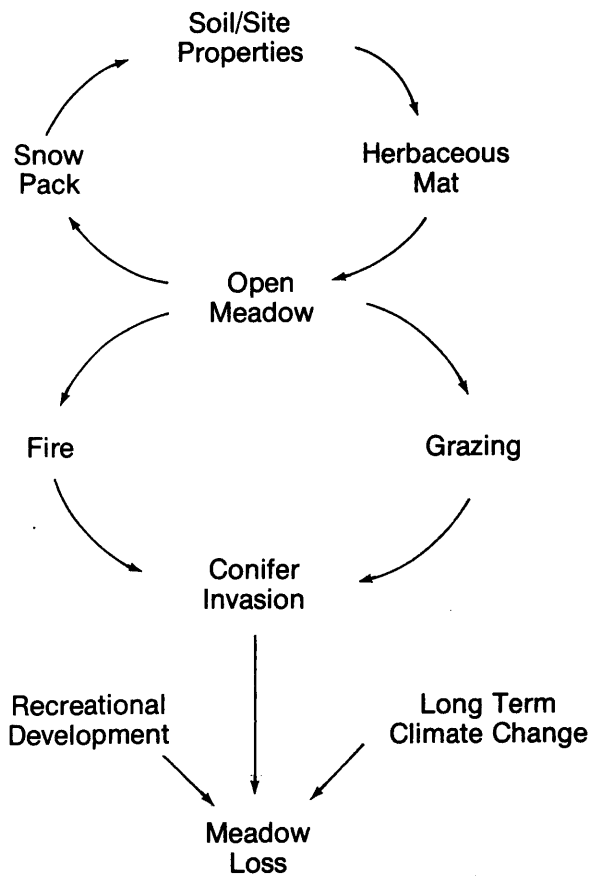 Soil/Site
Properties
Snow
Pack
Herbaceous
Mat
Open
Meadow
Fire
Grazing
Conifer
Invasion
Recreational
Development
Long Term
Climate Change
Meadow
Loss